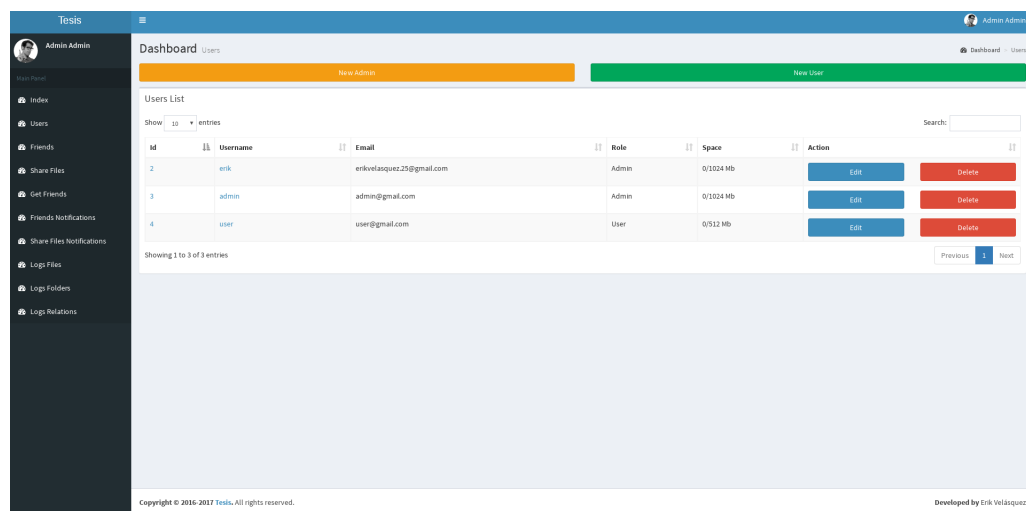 Tesis
Admin Admin
Admin Admin
Dashboard Users
Dashboard > Users
Main Panel
Index
Users
Friends
Share Files
Get Friends
Friends Notifications
Share Files Notifications
Logs Files
Logs Folders
Logs Relations
New Admin New User
Users List
Show 10 entries Search:
Id Username Email Role Space Action
2 erik erikvelasquez.25@gmail.com Admin 0/1024 Mb Edit Delete
3 admin admin@gmail.com Admin 0/1024 Mb Edit Delete
4 user user@gmail.com User 0/512 Mb Edit Delete
Showing 1 to 3 of 3 entries Previous 1 Next
Copyright © 2016-2017 Tesis. All rights reserved. Developed by Erik Velásquez